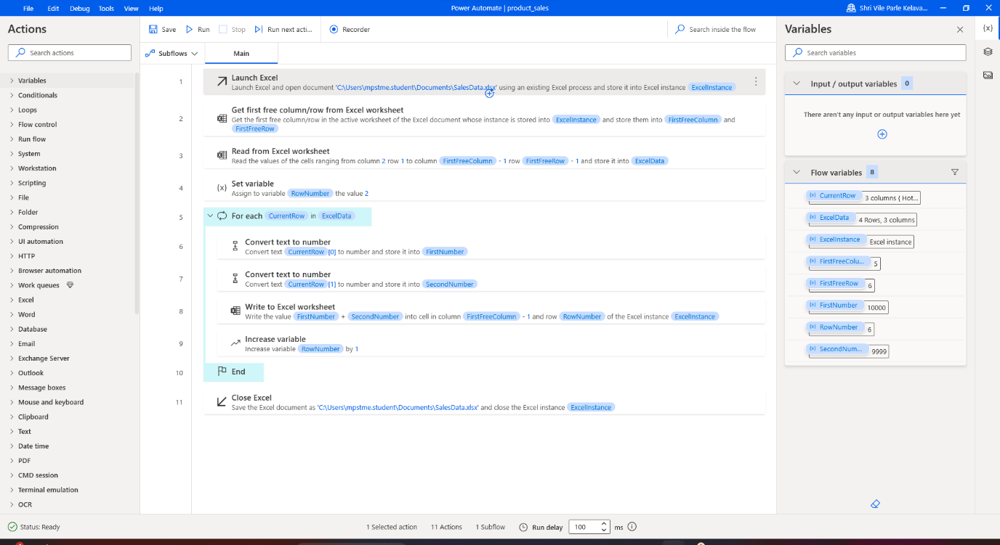 File Edit Debug Tools View Help
Power Automate | product_sales
Shri Vile Parle Kelava...
Actions
Search actions
Variables
Conditionals
Loops
Flow control
Run flow
System
Workstation
Scripting
File
Folder
Compression
UI automation
HTTP
Browser automation
Work queues
Excel
Word
Database
Email
Exchange Server
Outlook
Message boxes
Mouse and keyboard
Clipboard
Text
Date time
PDF
CMD session
Terminal emulation
OCR
Save Run Stop Run next acti... Recorder
Search inside the flow
Subflows Main
1 Launch Excel
Launch Excel and open document 'C:\Users\mpstme.student\Documents\SalesData.xlsx' using an existing Excel process and store it into Excel instance ExcelInstance
2 Get first free column/row from Excel worksheet
Get the first free column/row in the active worksheet of the Excel document whose instance is stored into ExcelInstance and store them into FirstFreeColumn and
FirstFreeRow
3 Read from Excel worksheet
Read the values of the cells ranging from column 2 row 1 to column FirstFreeColumn - 1 row FirstFreeRow - 1 and store it into ExcelData
4 {x} Set variable
Assign to variable RowNumber the value 2
5 For each CurrentRow in ExcelData
6 Convert text to number
Convert text CurrentRow [0] to number and store it into FirstNumber
7 Convert text to number
Convert text CurrentRow [1] to number and store it into SecondNumber
8 Write to Excel worksheet
Write the value FirstNumber + SecondNumber into cell in column FirstFreeColumn - 1 and row RowNumber of the Excel instance ExcelInstance
9 Increase variable
Increase variable RowNumber by 1
10 End
11 Close Excel
Save the Excel document as 'C:\Users\mpstme.student\Documents\SalesData.xlsx' and close the Excel instance ExcelInstance
Variables
{x}
Search variables
Input / output variables 0
There aren't any input or output variables here yet
Flow variables 8
(x) CurrentRow 3 columns { Hot...
(x) ExcelData 4 Rows, 3 columns
(x) ExcelInstance Excel instance
(x) FirstFreeColu... 5
(x) FirstFreeRow 6
(x) FirstNumber 10000
(x) RowNumber 6
(x) SecondNum... 9999
Status: Ready
1 Selected action 11 Actions 1 Subflow Run delay 100 ms